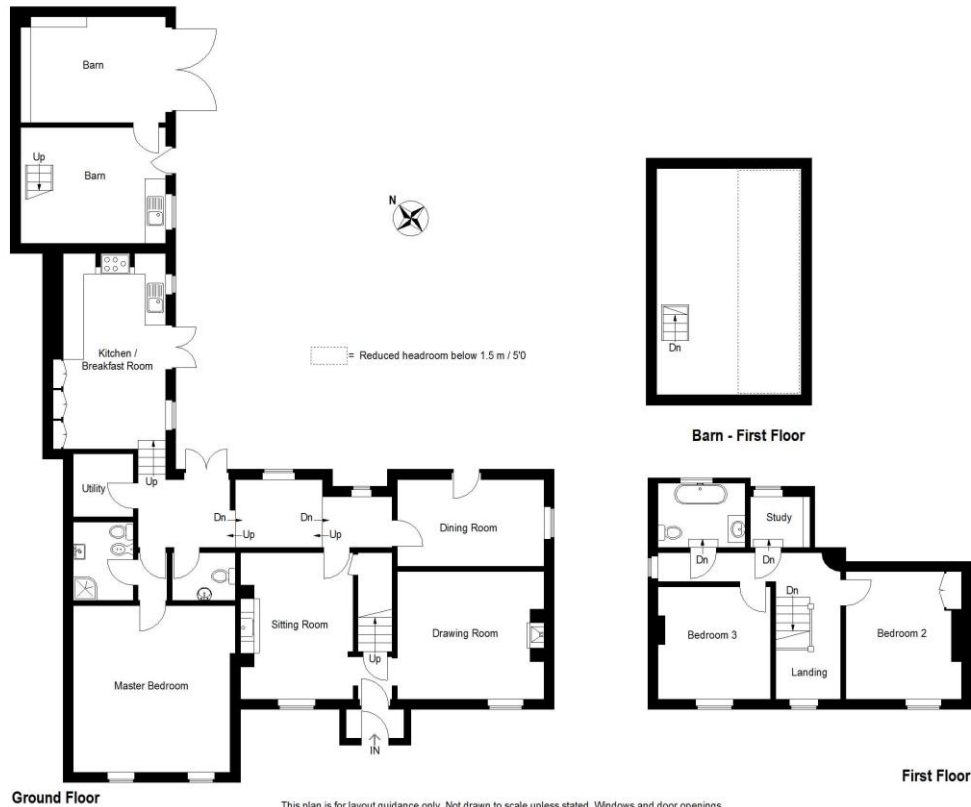 Barn
Up
Barn
N
Kitchen /
Breakfast Room
= Reduced headroom below 1.5 m / 5'0
Dn
Barn - First Floor
Up
Utility
Dn
Up
Dn
Up
Dining Room
Sitting Room
Up
Drawing Room
Master Bedroom
IN
Ground Floor
Study
Dn
Dn
Dn
Bedroom 3
Bedroom 2
Landing
First Floor
This plan is for layout guidance only. Not drawn to scale unless stated. Windows and door openings